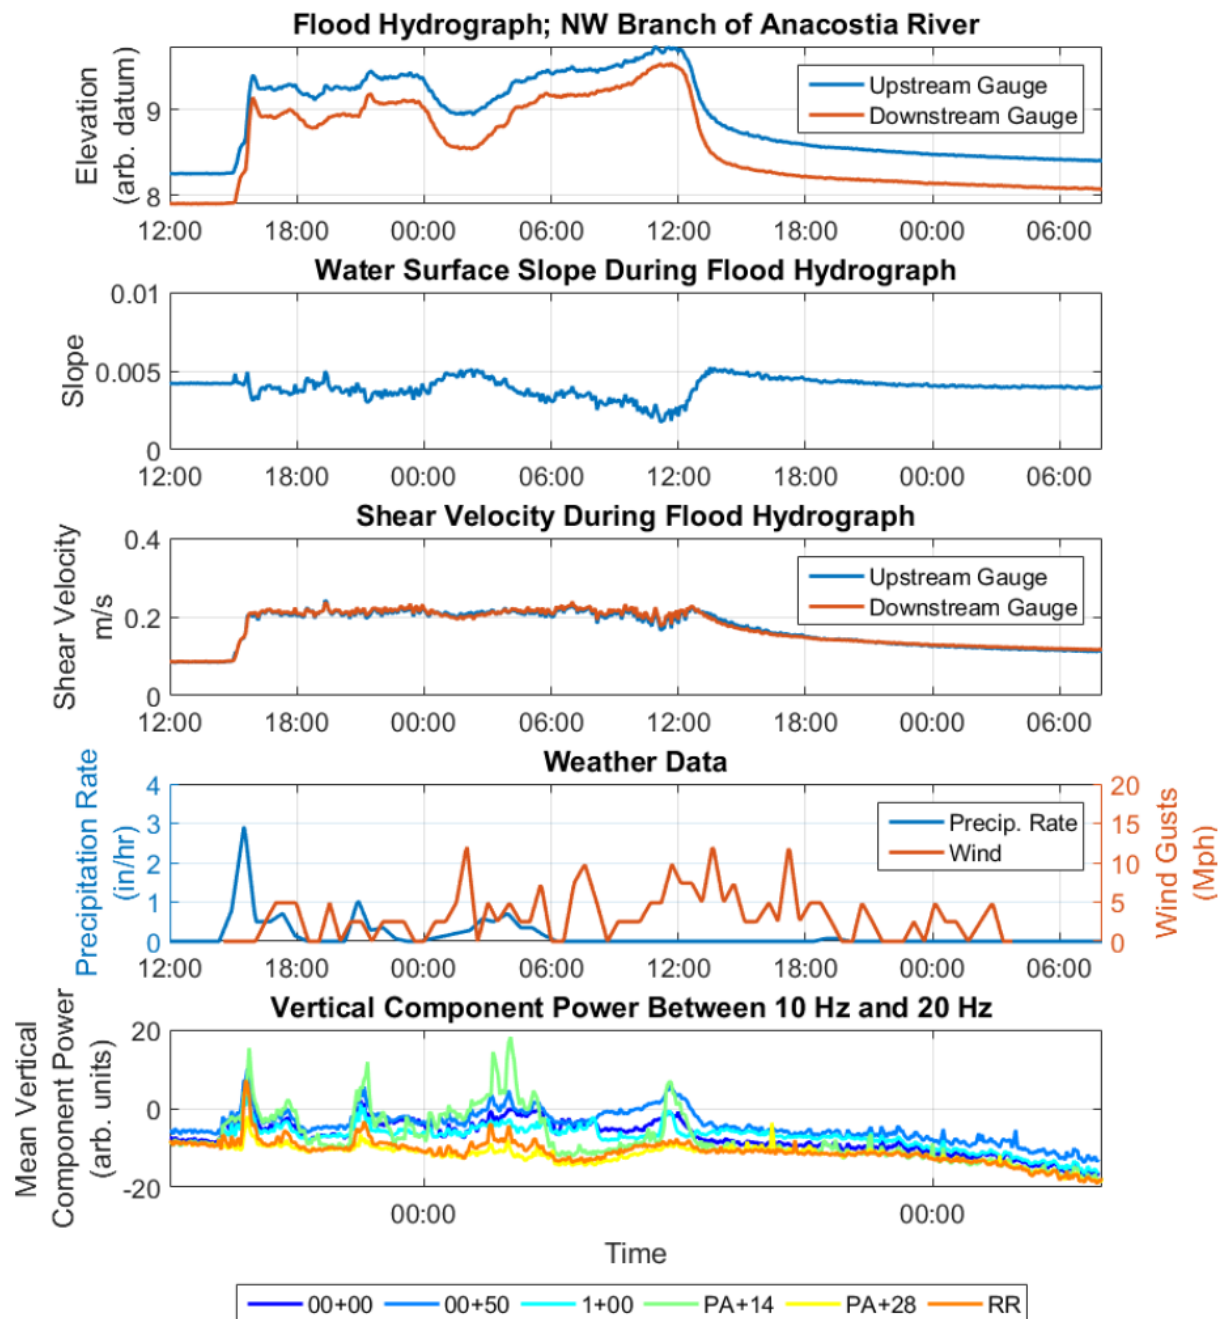 Flood Hydrograph; NW Branch of Anacostia River
Elevation
(arb. datum)
9
8
Upstream Gauge
Downstream Gauge
12:00 18:00 00:00 06:00 12:00 18:00 00:00 06:00
Water Surface Slope During Flood Hydrograph
Slope
0.01
0.005
0
12:00 18:00 00:00 06:00 12:00 18:00 00:00 06:00
Shear Velocity During Flood Hydrograph
Shear Velocity
m/s
0.4
0.2
0
Upstream Gauge
Downstream Gauge
12:00 18:00 00:00 06:00 12:00 18:00 00:00 06:00
Weather Data
Precipitation Rate
(in/hr)
4
3
2
1
0
Precip. Rate
Wind
20
15
10
5
0
Wind Gusts
(Mph)
12:00 18:00 00:00 06:00 12:00 18:00 00:00 06:00
Vertical Component Power Between 10 Hz and 20 Hz
Mean Vertical
Component Power
(arb. units)
20
0
-20
00:00 00:00
Time
00+00 00+50 1+00 PA+14 PA+28 RR